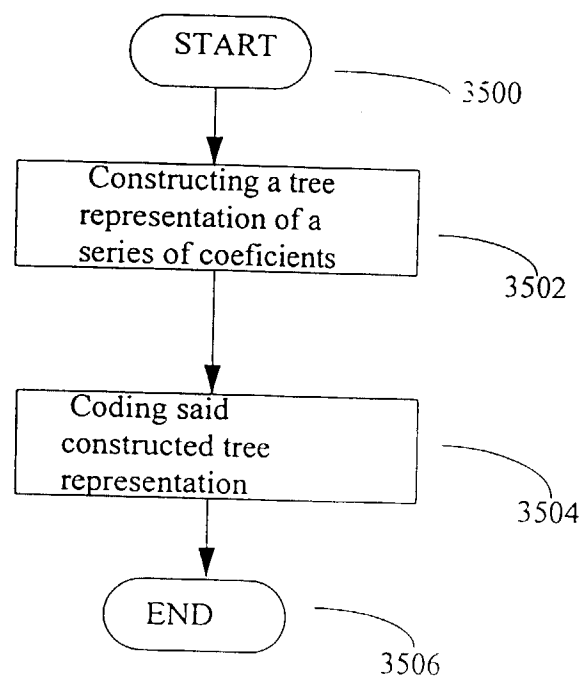 START
3500
Constructing a tree
representation of a
series of coeficients
3502
Coding said
constructed tree
representation
3504
END
3506